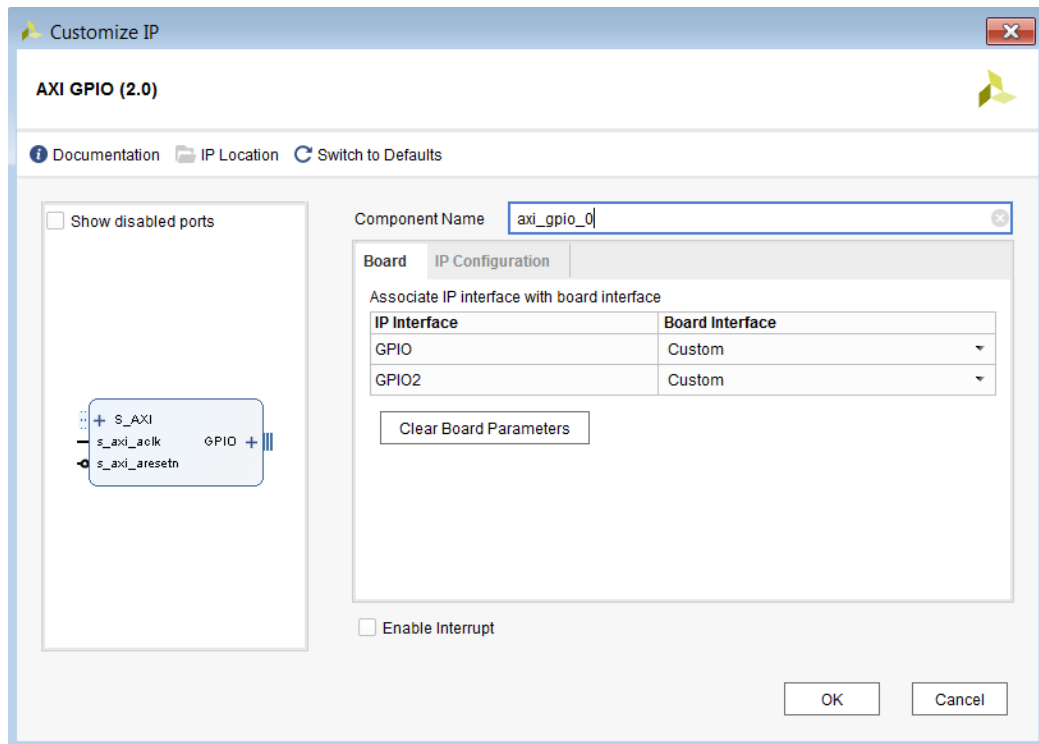 Customize IP
AXI GPIO (2.0)
Documentation IP Location Switch to Defaults
Show disabled ports
S_AXI
s_axi_aclk GPIO
s_axi_aresetn
Component Name axi_gpio_0
Board IP Configuration
Associate IP interface with board interface
IP Interface Board Interface
GPIO Custom
GPIO2 Custom
Clear Board Parameters
Enable Interrupt
OK Cancel